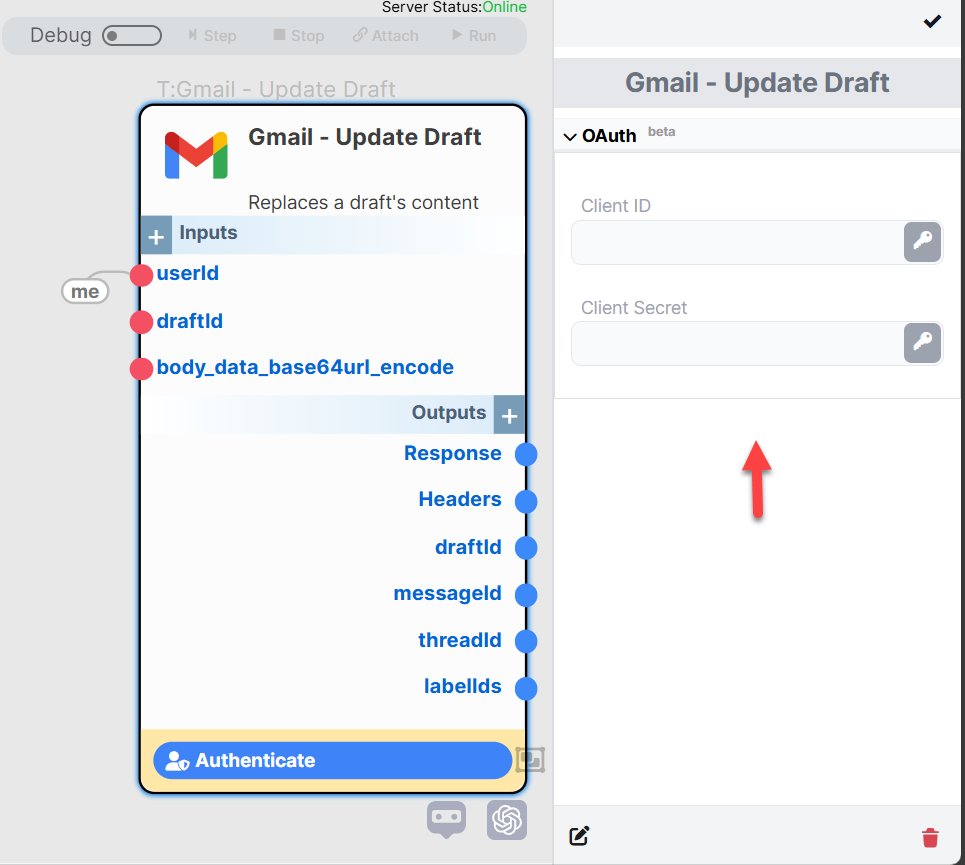 Server Status:Online
Debug
Step
Stop
Attach
Run
T:Gmail - Update Draft
Gmail - Update Draft
Replaces a draft's content
Inputs
me
userId
draftId
body_data_base64url_encode
Outputs
Response
Headers
draftId
messageId
threadId
labelIds
Authenticate
Gmail - Update Draft
OAuth beta
Client ID
Client Secret